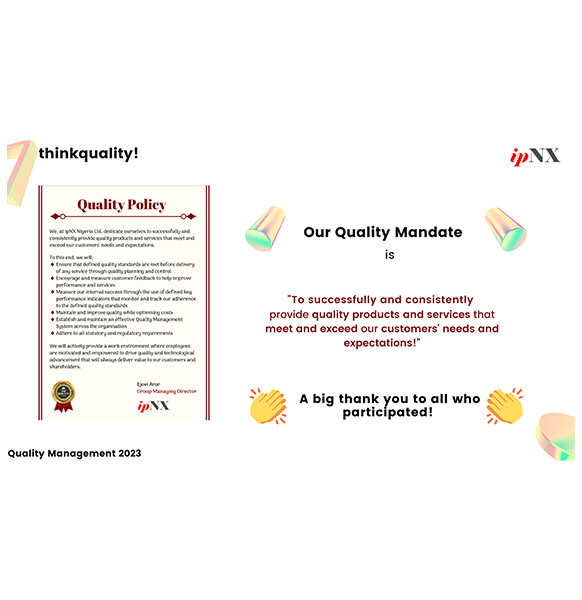 thinkquality!
ipNX
Quality Policy
We, at ipNX Nigeria Ltd, dedicate ourselves to successfully and
consistently provide quality products and services that meet and
exceed our customers' needs and expectations.
To this end, we will;
Ensure that defined quality standards are met before delivery
of any service through quality planning and control
Encourage and measure customer feedback to help improve
performance and services
Measure our internal success through the use of defined key
performance indicators that monitor and track our adherence
to the defined quality standards
Maintain and improve quality while optimising costs
Establish and maintain an effective Quality Management
System across the organisation
Adhere to all statutory and regulatory requirements
We will actively provide a work environment where employees
are motivated and empowered to drive quality and technological
advancement that will always deliver value to our customers and
shareholders.
Ejovi Aror
Group Managing Director
ipNX
Our Quality Mandate
is
"To successfully and consistently
provide quality products and services that
meet and exceed our customers' needs and
expectations!"
A big thank you to all who
participated!
Quality Management 2023